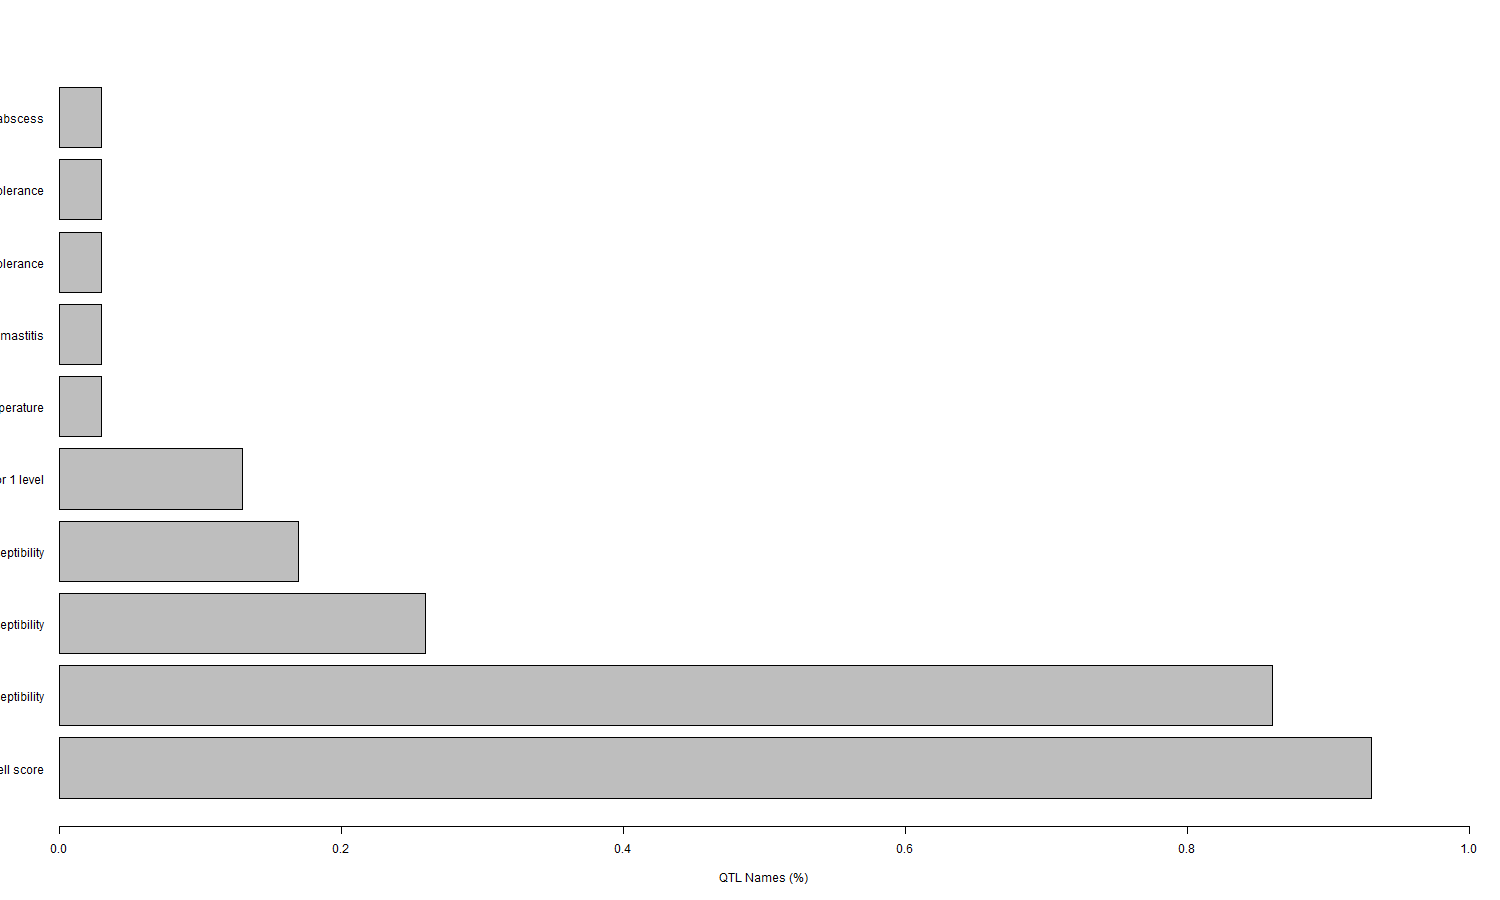 abscess
olerance
olerance
mastitis
perature
or 1 level
eptibility
eptibility
eptibility
ell score
0.0 0.2 0.4 0.6 0.8 1.0
QTL Names (%)